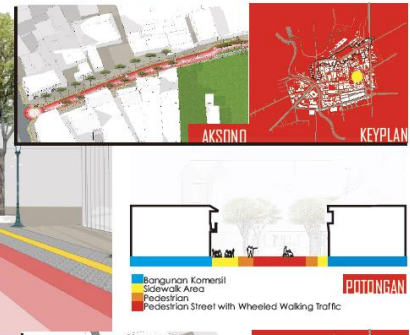 AKSONO
KEYPLAN
Bangunan Komersil
Sidewalk Area
Pedestrian
Pedestrian Street with Wheeled Walking Traffic
POTONGAN